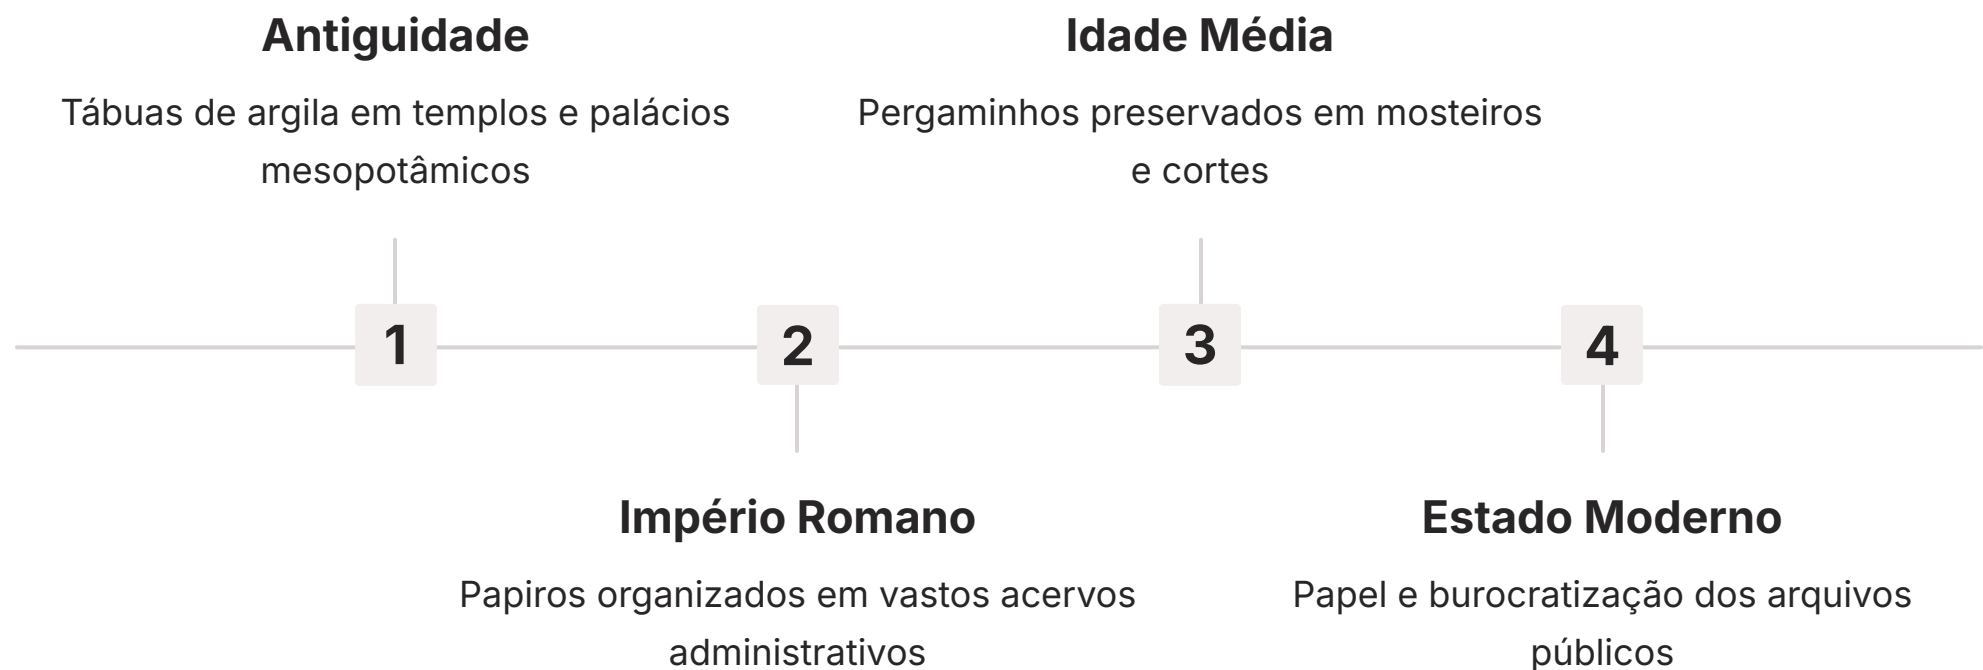 Antiguidade
Tábuas de argila em templos e palácios
mesopotâmicos
Idade Média
Pergaminhos preservados em mosteiros
e cortes
1
2
3
4
Império Romano
Papiros organizados em vastos acervos
administrativos
Estado Moderno
Papel e burocratização dos arquivos
públicos